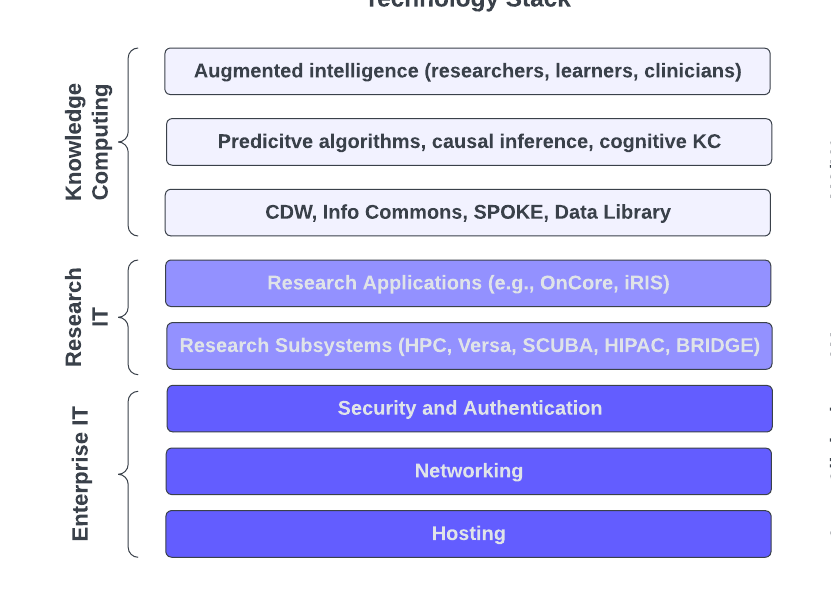 Technology Stack
Knowledge
Computing
Augmented intelligence (researchers, learners, clinicians)
Predicitve algorithms, causal inference, cognitive KC
CDW, Info Commons, SPOKE, Data Library
Research
IT
Research Applications (e.g., OnCore, iRIS)
Research Subsystems (HPC, Versa, SCUBA, HIPAC, BRIDGE)
Enterprise IT
Security and Authentication
Networking
Hosting